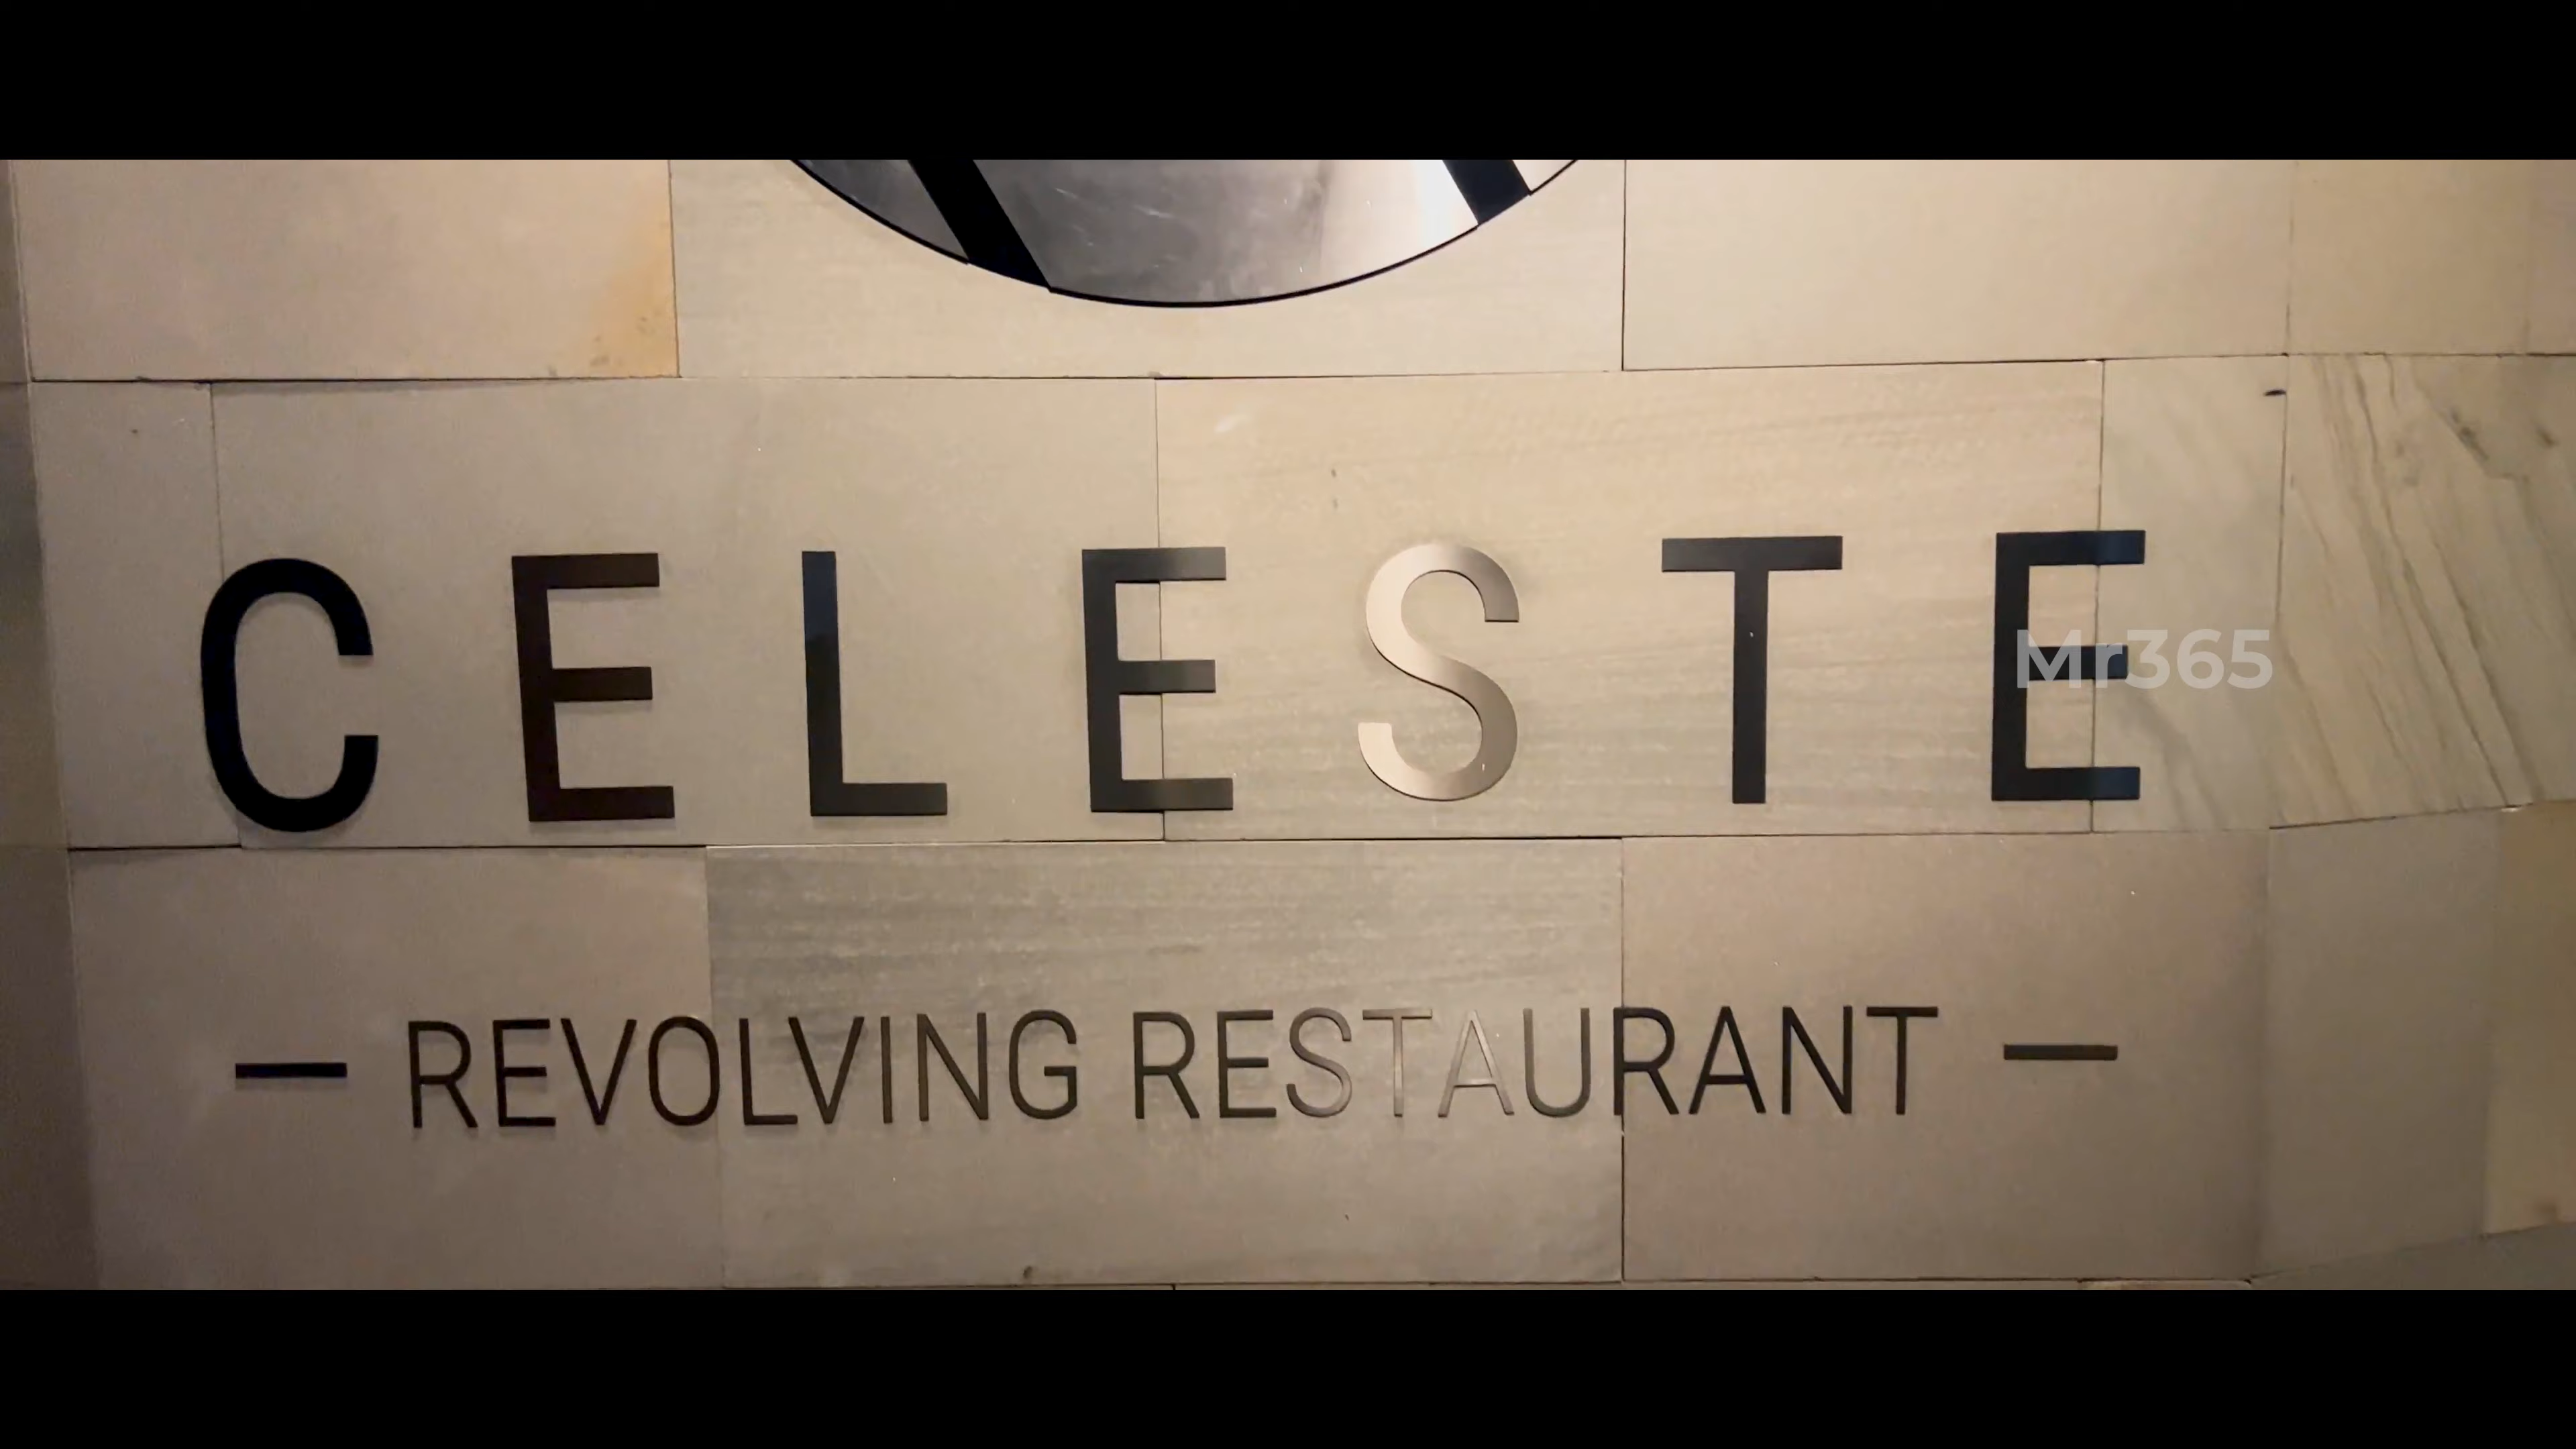 CELESTE
Mr365
— REVOLVING RESTAURANT —